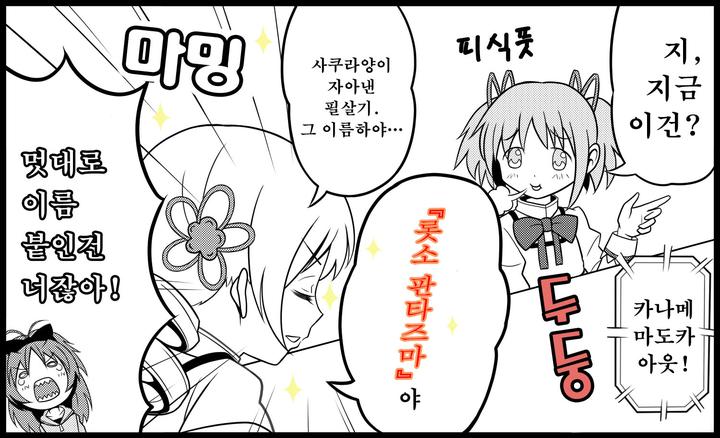 지,
지금
이건?
피식풋
카나메
마도카
아웃!
두둥
사쿠라양이
자아낸
필살기.
그 이름하야…
『롯소 판타즈마』
야
마밍
멋대로
이름
붙인건
너잖아!